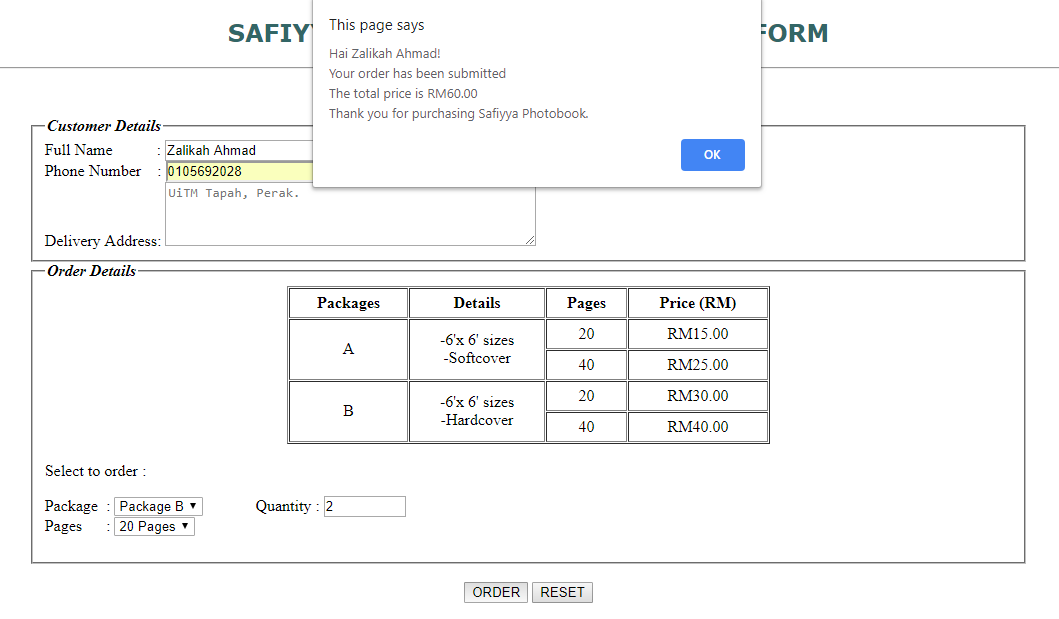 FORM
This page says
Hai Zalikah Ahmad!
Your order has been submitted
The total price is RM60.00
Thank you for purchasing Safiyya Photobook.
OK
Customer Details
Full Name : Zalikah Ahmad
Phone Number : 0105692028
UiTM Tapah, Perak.
Delivery Address:
Order Details
Packages Details Pages Price (RM)
A -6'x 6' sizes -Softcover 20 RM15.00
40 RM25.00
B -6'x 6' sizes -Hardcover 20 RM30.00
40 RM40.00
Select to order :
Package : Package B Quantity : 2
Pages : 20 Pages
ORDER RESET